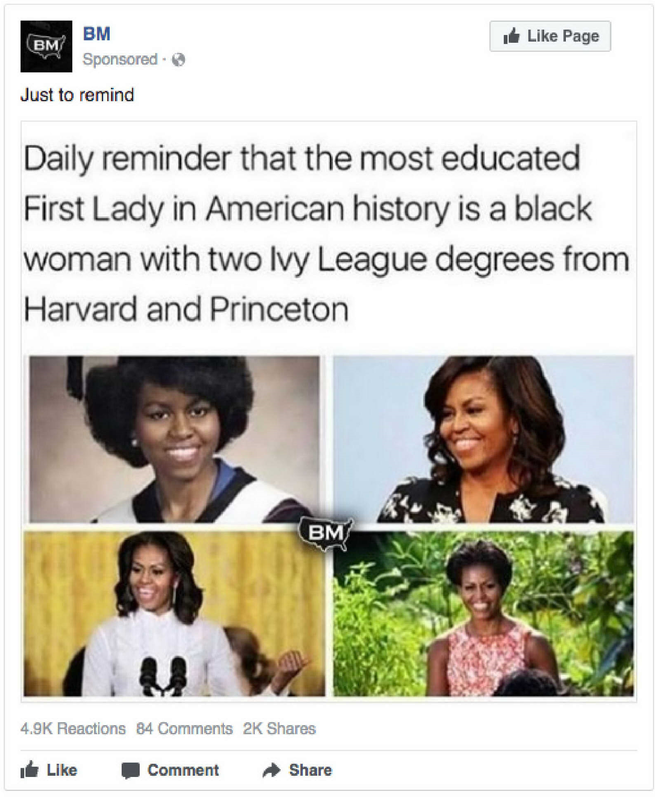 BM
BM
Like Page
Sponsored ·
Just to remind
Daily reminder that the most educated
First Lady in American history is a black
woman with two Ivy League degrees from
Harvard and Princeton
BM
4.9K Reactions 84 Comments 2K Shares
Like Comment Share